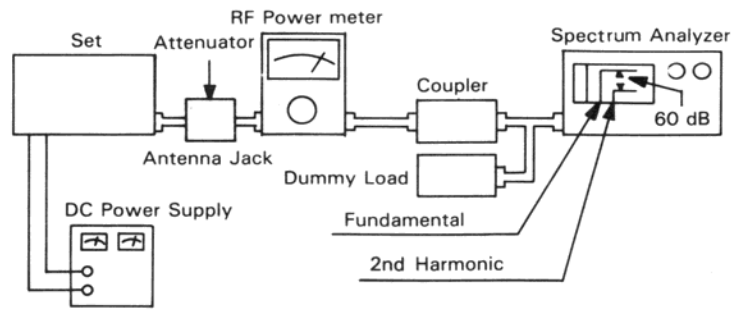 RF Power meter
Set
Attenuator
Spectrum Analyzer
Coupler
60 dB
Antenna Jack
Dummy Load
DC Power Supply
Fundamental
2nd Harmonic